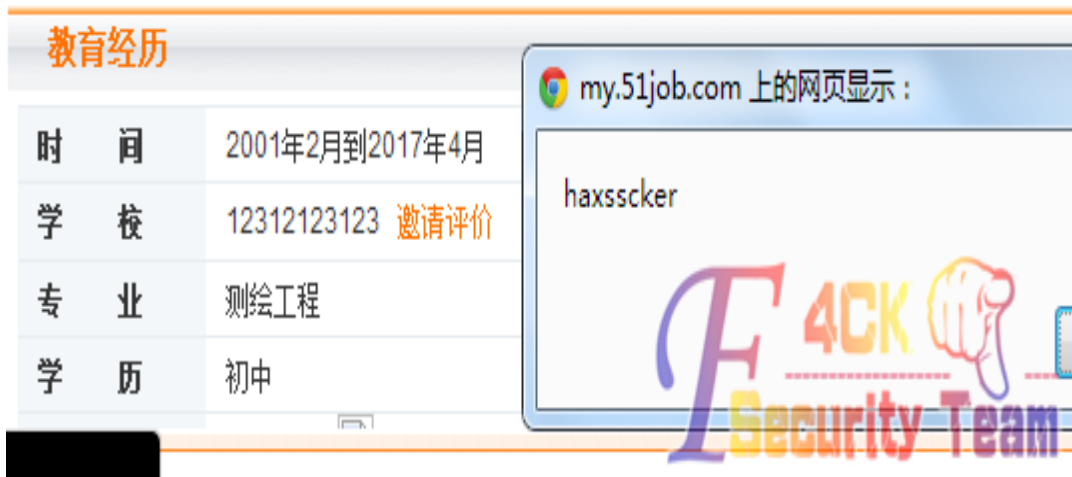 教育经历
时 间 2001年2月到2017年4月
学 校 12312123123 邀请评价
专 业 测绘工程
学 历 初中
my.51job.com 上的网页显示：
haxsscker
F4CK
Security Team